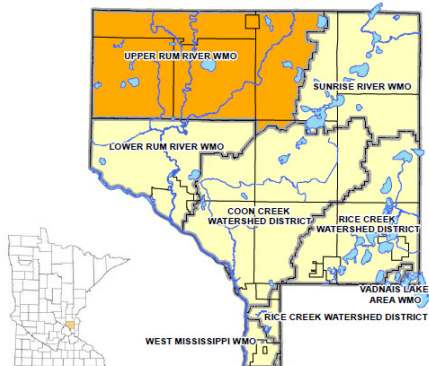 UPPER RUM RIVER WMO
SUNRISE RIVER WMO
LOWER RUM RIVER WMO
COON CREEK
WATERSHED DISTRICT
RICE CREEK
WATERSHED DISTRICT
VADNAIS LAKE
AREA WMO
RICE CREEK WATERSHED DISTRICT
WEST MISSISSIPPI WMO